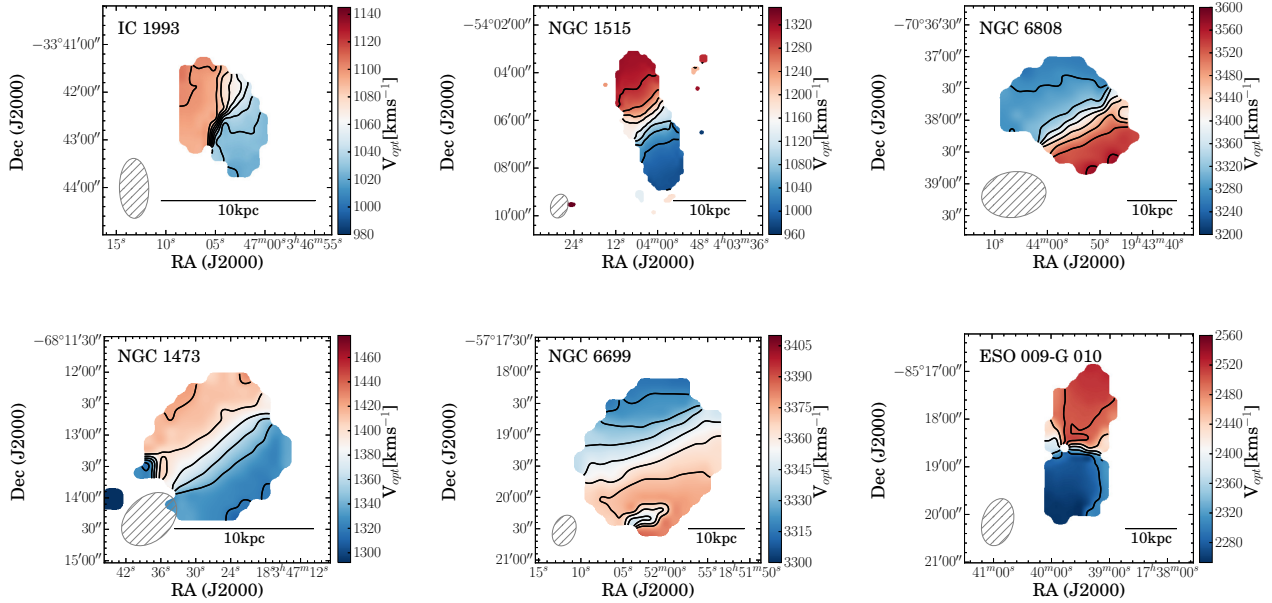 IC 1993
−33°41′00″
42′00″
43′00″
44′00″
Dec (J2000)
15ˢ 10ˢ 05ˢ 47ᵐ00ˢ 3ʰ46ᵐ55ˢ
RA (J2000)
10kpc
1140
1120
1100
1080
1060
1040
1020
1000
980
V_opt[kms⁻¹]
NGC 1515
−54°02′00″
04′00″
06′00″
08′00″
10′00″
Dec (J2000)
24ˢ 12ˢ 04ᵐ00ˢ 48ˢ 4ʰ03ᵐ36ˢ
RA (J2000)
10kpc
1320
1280
1240
1200
1160
1120
1080
1040
1000
960
V_opt[kms⁻¹]
NGC 6808
−70°36′30″
37′00″
30″
38′00″
30″
39′00″
30″
Dec (J2000)
10ˢ 44ᵐ00ˢ 50ˢ 19ʰ43ᵐ40ˢ
RA (J2000)
10kpc
3600
3560
3520
3480
3440
3400
3360
3320
3280
3240
3200
V_opt[kms⁻¹]
NGC 1473
−68°11′30″
12′00″
30″
13′00″
30″
14′00″
30″
15′00″
Dec (J2000)
42ˢ 36ˢ 30ˢ 24ˢ 18ˢ 3ʰ47ᵐ12ˢ
RA (J2000)
10kpc
1460
1440
1420
1400
1380
1360
1340
1320
1300
V_opt[kms⁻¹]
NGC 6699
−57°17′30″
18′00″
30″
19′00″
30″
20′00″
30″
21′00″
Dec (J2000)
15ˢ 10ˢ 05ˢ 52ᵐ00ˢ 55ˢ 18ʰ51ᵐ50ˢ
RA (J2000)
10kpc
3405
3390
3375
3360
3345
3330
3315
3300
V_opt[kms⁻¹]
ESO 009-G 010
−85°17′00″
18′00″
19′00″
20′00″
21′00″
Dec (J2000)
41ᵐ00ˢ 40ᵐ00ˢ 39ᵐ00ˢ 17ʰ38ᵐ00ˢ
RA (J2000)
10kpc
2560
2520
2480
2440
2400
2360
2320
2280
V_opt[kms⁻¹]